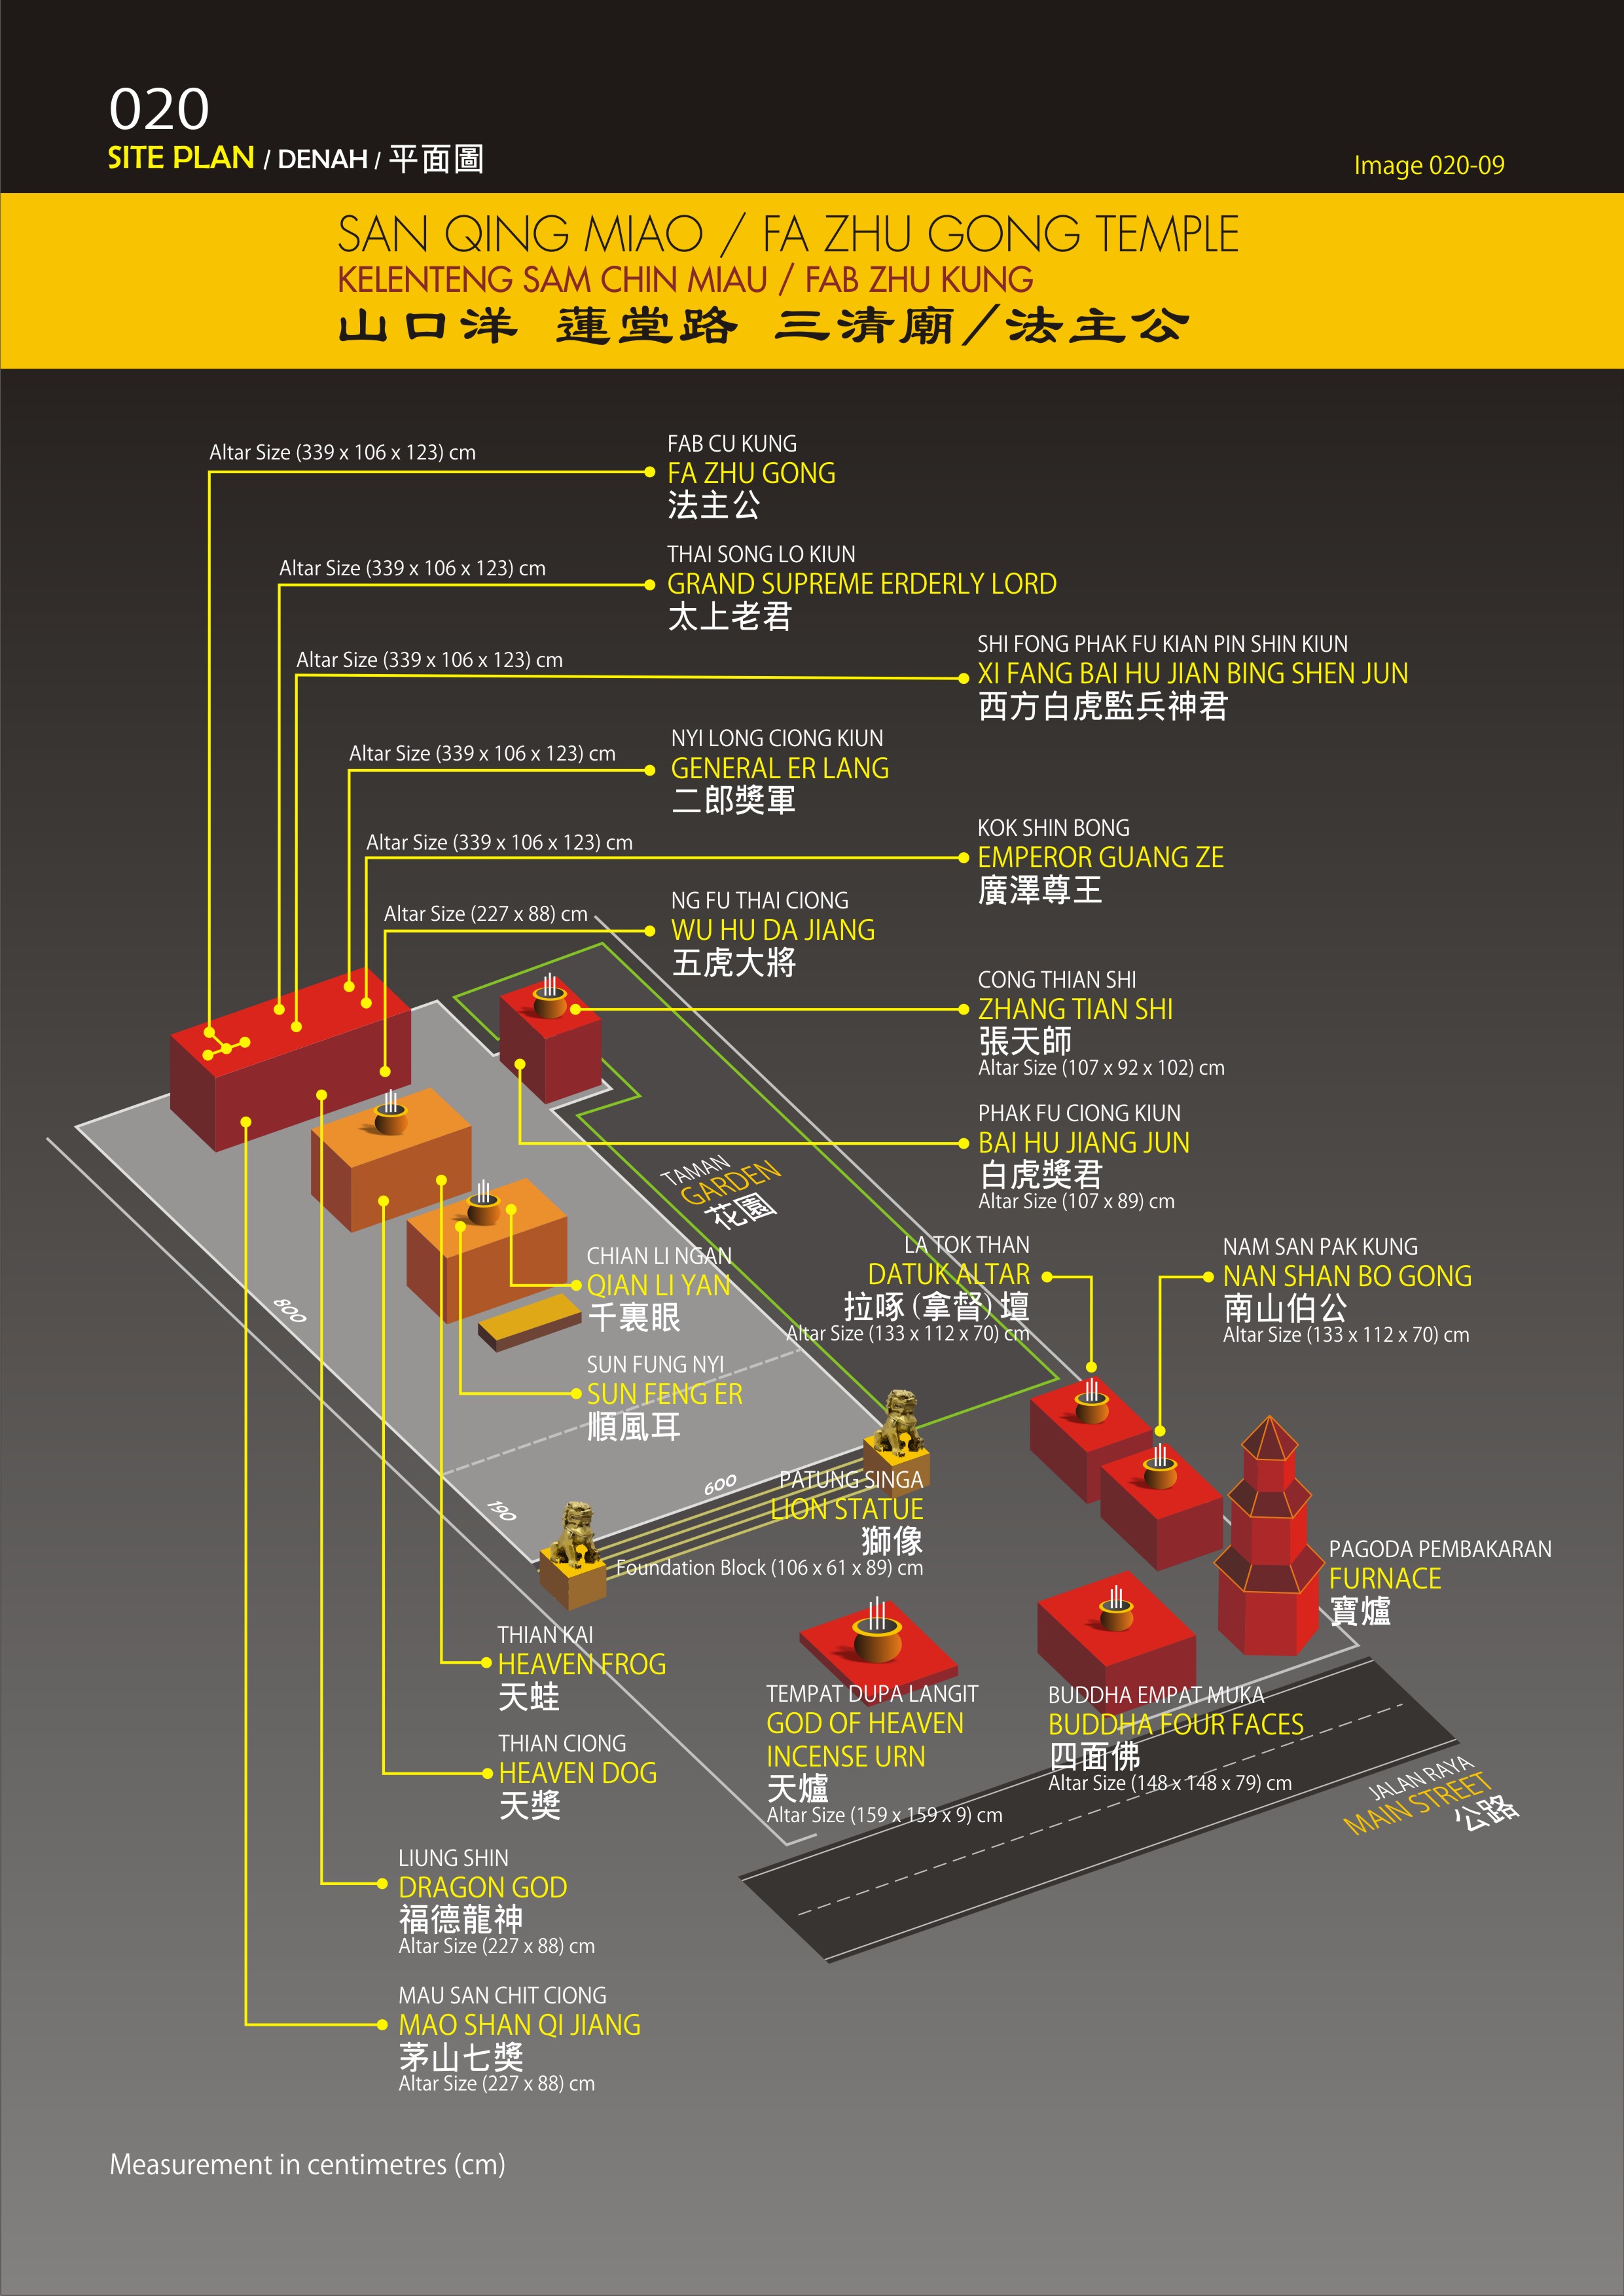 020
SITE PLAN / DENAH / 平面圖
Image 020-09
SAN QING MIAO / FA ZHU GONG TEMPLE
KELENTENG SAM CHIN MIAU / FAB ZHU KUNG
山口洋 蓮堂路 三清廟/法主公
Altar Size (339 x 106 x 123) cm
FAB CU KUNG
FA ZHU GONG
法主公
Altar Size (339 x 106 x 123) cm
THAI SONG LO KIUN
GRAND SUPREME ERDERLY LORD
太上老君
Altar Size (339 x 106 x 123) cm
SHI FONG PHAK FU KIAN PIN SHIN KIUN
XI FANG BAI HU JIAN BING SHEN JUN
西方白虎監兵神君
Altar Size (339 x 106 x 123) cm
NYI LONG CIONG KIUN
GENERAL ER LANG
二郎獎軍
Altar Size (339 x 106 x 123) cm
KOK SHIN BONG
EMPEROR GUANG ZE
廣澤尊王
Altar Size (227 x 88) cm
NG FU THAI CIONG
WU HU DA JIANG
五虎大將
CONG THIAN SHI
ZHANG TIAN SHI
張天師
Altar Size (107 x 92 x 102) cm
PHAK FU CIONG KIUN
BAI HU JIANG JUN
白虎獎君
Altar Size (107 x 89) cm
TAMAN
GARDEN
花園
LA TOK THAN
DATUK ALTAR
拉啄(拿督)壇
Altar Size (133 x 112 x 70) cm
NAM SAN PAK KUNG
NAN SHAN BO GONG
南山伯公
Altar Size (133 x 112 x 70) cm
CHIAN LI NGAN
QIAN LI YAN
千裏眼
SUN FUNG NYI
SUN FENG ER
順風耳
800
190
600
PATUNG SINGA
LION STATUE
獅像
Foundation Block (106 x 61 x 89) cm
PAGODA PEMBAKARAN
FURNACE
寶爐
THIAN KAI
HEAVEN FROG
天蛙
THIAN CIONG
HEAVEN DOG
天獎
TEMPAT DUPA LANGIT
GOD OF HEAVEN
INCENSE URN
天爐
Altar Size (159 x 159 x 9) cm
BUDDHA EMPAT MUKA
BUDDHA FOUR FACES
四面佛
Altar Size (148 x 148 x 79) cm
JALAN RAYA
MAIN STREET
公路
LIUNG SHIN
DRAGON GOD
福德龍神
Altar Size (227 x 88) cm
MAU SAN CHIT CIONG
MAO SHAN QI JIANG
茅山七獎
Altar Size (227 x 88) cm
Measurement in centimetres (cm)